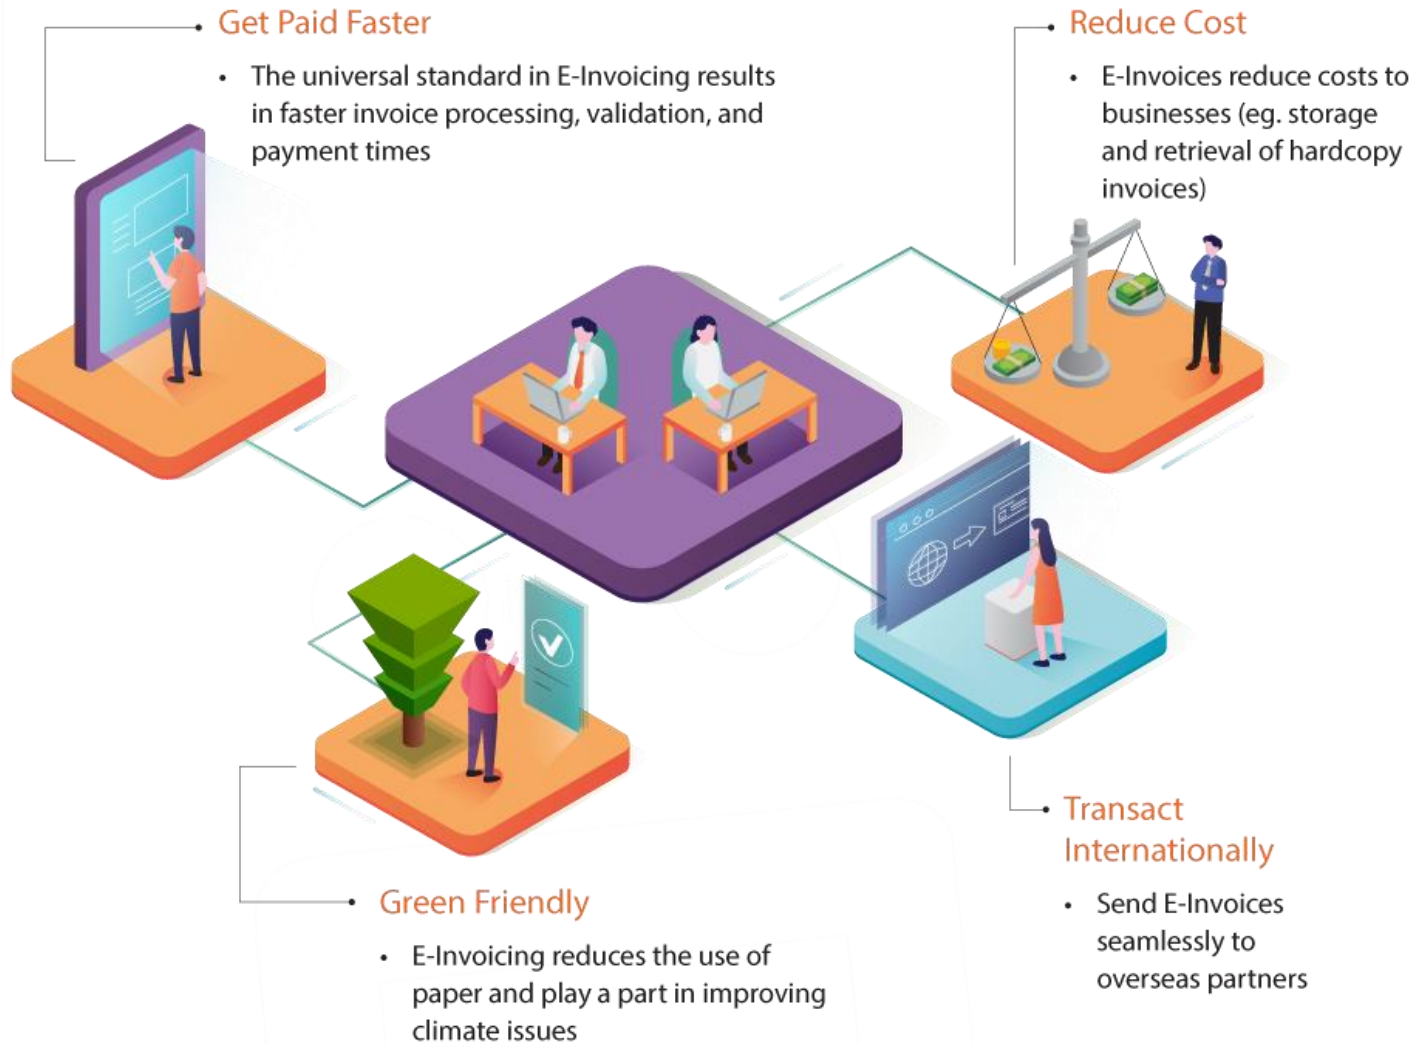 Get Paid Faster
• The universal standard in E-Invoicing results
in faster invoice processing, validation, and
payment times
Reduce Cost
• E-Invoices reduce costs to
businesses (eg. storage
and retrieval of hardcopy
invoices)
Green Friendly
• E-Invoicing reduces the use of
paper and play a part in improving
climate issues
Transact
Internationally
• Send E-Invoices
seamlessly to
overseas partners